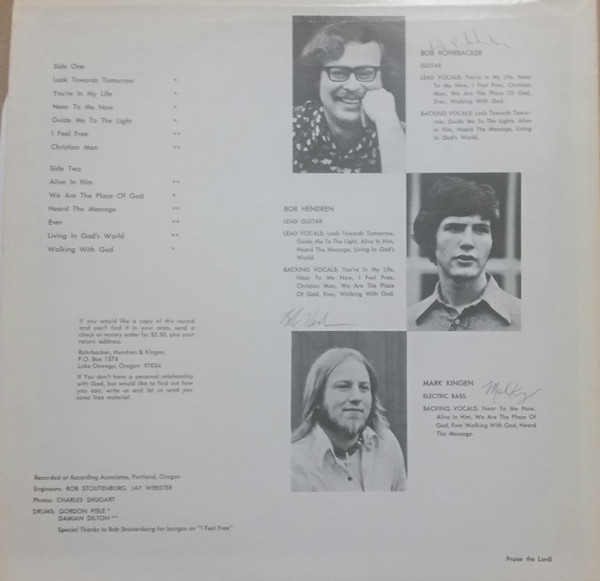 Side One
Look Towards Tomorrow *
You're In My Life *
Near To Me Now *
Guide Me To The Light *
I Feel Free **
Christian Man **
Side Two
Alive In Him **
We Are The Place Of God *
Heard The Message **
Ever **
Living In God's World **
Walking With God *
If you would like a copy of this record
and can't find it in your area, send a
check or money order for $5.50, plus your
return address.
Rohrbacker, Hendren & Kingen,
P.O. Box 1574
Lake Oswego, Oregon 97034
If You don't have a personal relationship
with God, but would like to find out how
you can, write us and let us send you
some free material.
Recorded at Recording Associates, Portland, Oregon
Engineers: BOB STOUTENBURG, JAY WEBSTER
Photos: CHARLES SHUGART
DRUMS: GORDON PISLE *
DAMIAN DILTON **
Special Thanks to Bob Stoutenburg for bongos on "I Feel Free"
BOB ROHRBACKER
GUITAR
LEAD VOCALS: You're In My Life, Near
To Me Now, I Feel Free, Christian
Man, We Are The Place Of God,
Ever, Walking With God.
BACKING VOCALS: Look Towards Tomor-
row, Guide Me To The Lights, Alive
In Him, Heard The Message, Living
In God's World.
BOB HENDREN
LEAD GUITAR
LEAD VOCALS: Look Towards Tomorrow,
Guide Me To The Light, Alive In Him,
Heard The Message, Living In God's
World.
BACKING VOCALS: You're In My Life,
Near To Me Now, I Feel Free,
Christian Man, We Are The Place
Of God, Ever, Walking With God.
Bob Hendren
MARK KINGEN
ELECTRIC BASS
BACKING VOCALS: Near To Me Now,
Alive In Him, We Are The Place Of
God, Ever, Walking With God, Heard
The Message.
Praise the Lord!